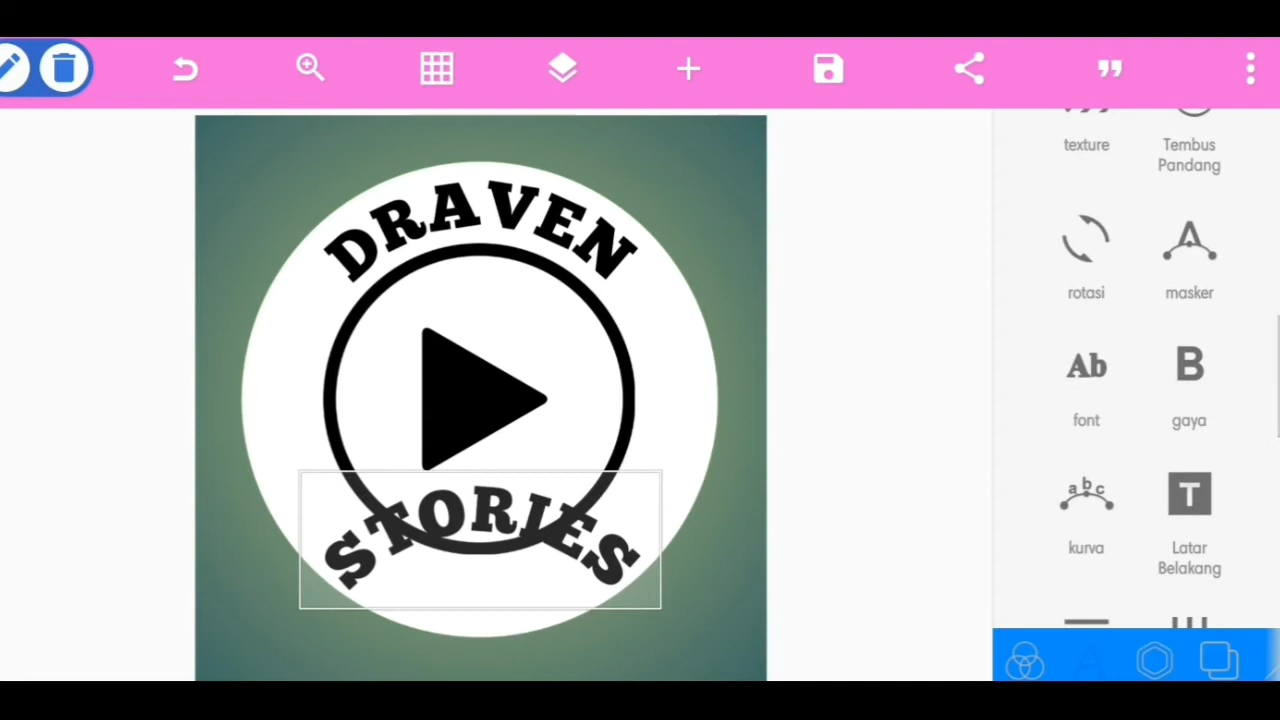 texture
Tembus
Pandang
DRAVEN
rotasi
masker
Ab
B
font
gaya
STORIES
abc
T
kurva
Latar
Belakang